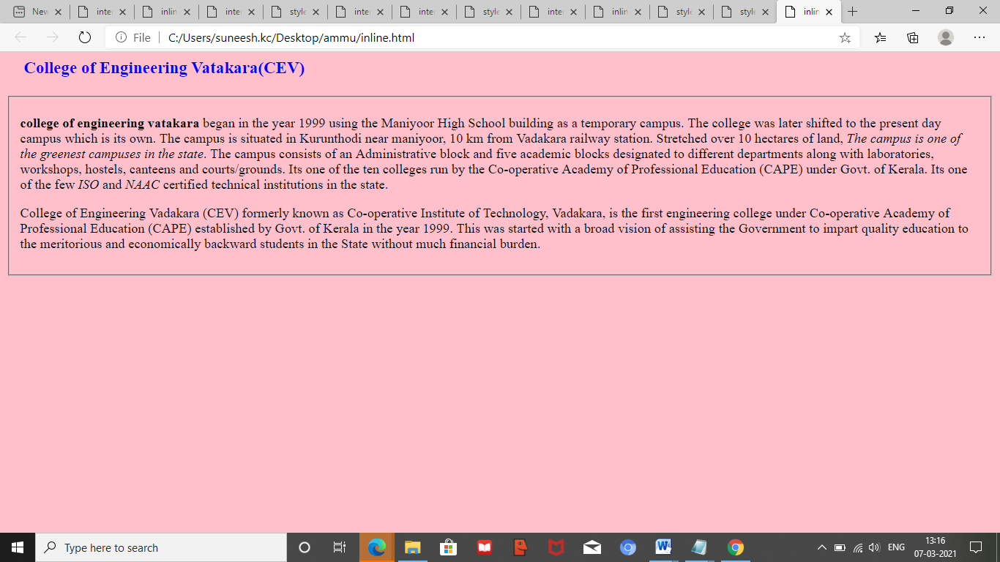 New inte inlin inte style inte inte style inte inlin style style inlin
File C:/Users/suneesh.kc/Desktop/ammu/inline.html
College of Engineering Vatakara(CEV)
college of engineering vatakara began in the year 1999 using the Maniyoor High School building as a temporary campus. The college was later shifted to the present day
campus which is its own. The campus is situated in Kurunthodi near maniyoor, 10 km from Vadakara railway station. Stretched over 10 hectares of land, The campus is one of
the greenest campuses in the state. The campus consists of an Administrative block and five academic blocks designated to different departments along with laboratories,
workshops, hostels, canteens and courts/grounds. Its one of the ten colleges run by the Co-operative Academy of Professional Education (CAPE) under Govt. of Kerala. Its one
of the few ISO and NAAC certified technical institutions in the state.
College of Engineering Vadakara (CEV) formerly known as Co-operative Institute of Technology, Vadakara, is the first engineering college under Co-operative Academy of
Professional Education (CAPE) established by Govt. of Kerala in the year 1999. This was started with a broad vision of assisting the Government to impart quality education to
the meritorious and economically backward students in the State without much financial burden.
Type here to search
ENG
13:16
07-03-2021